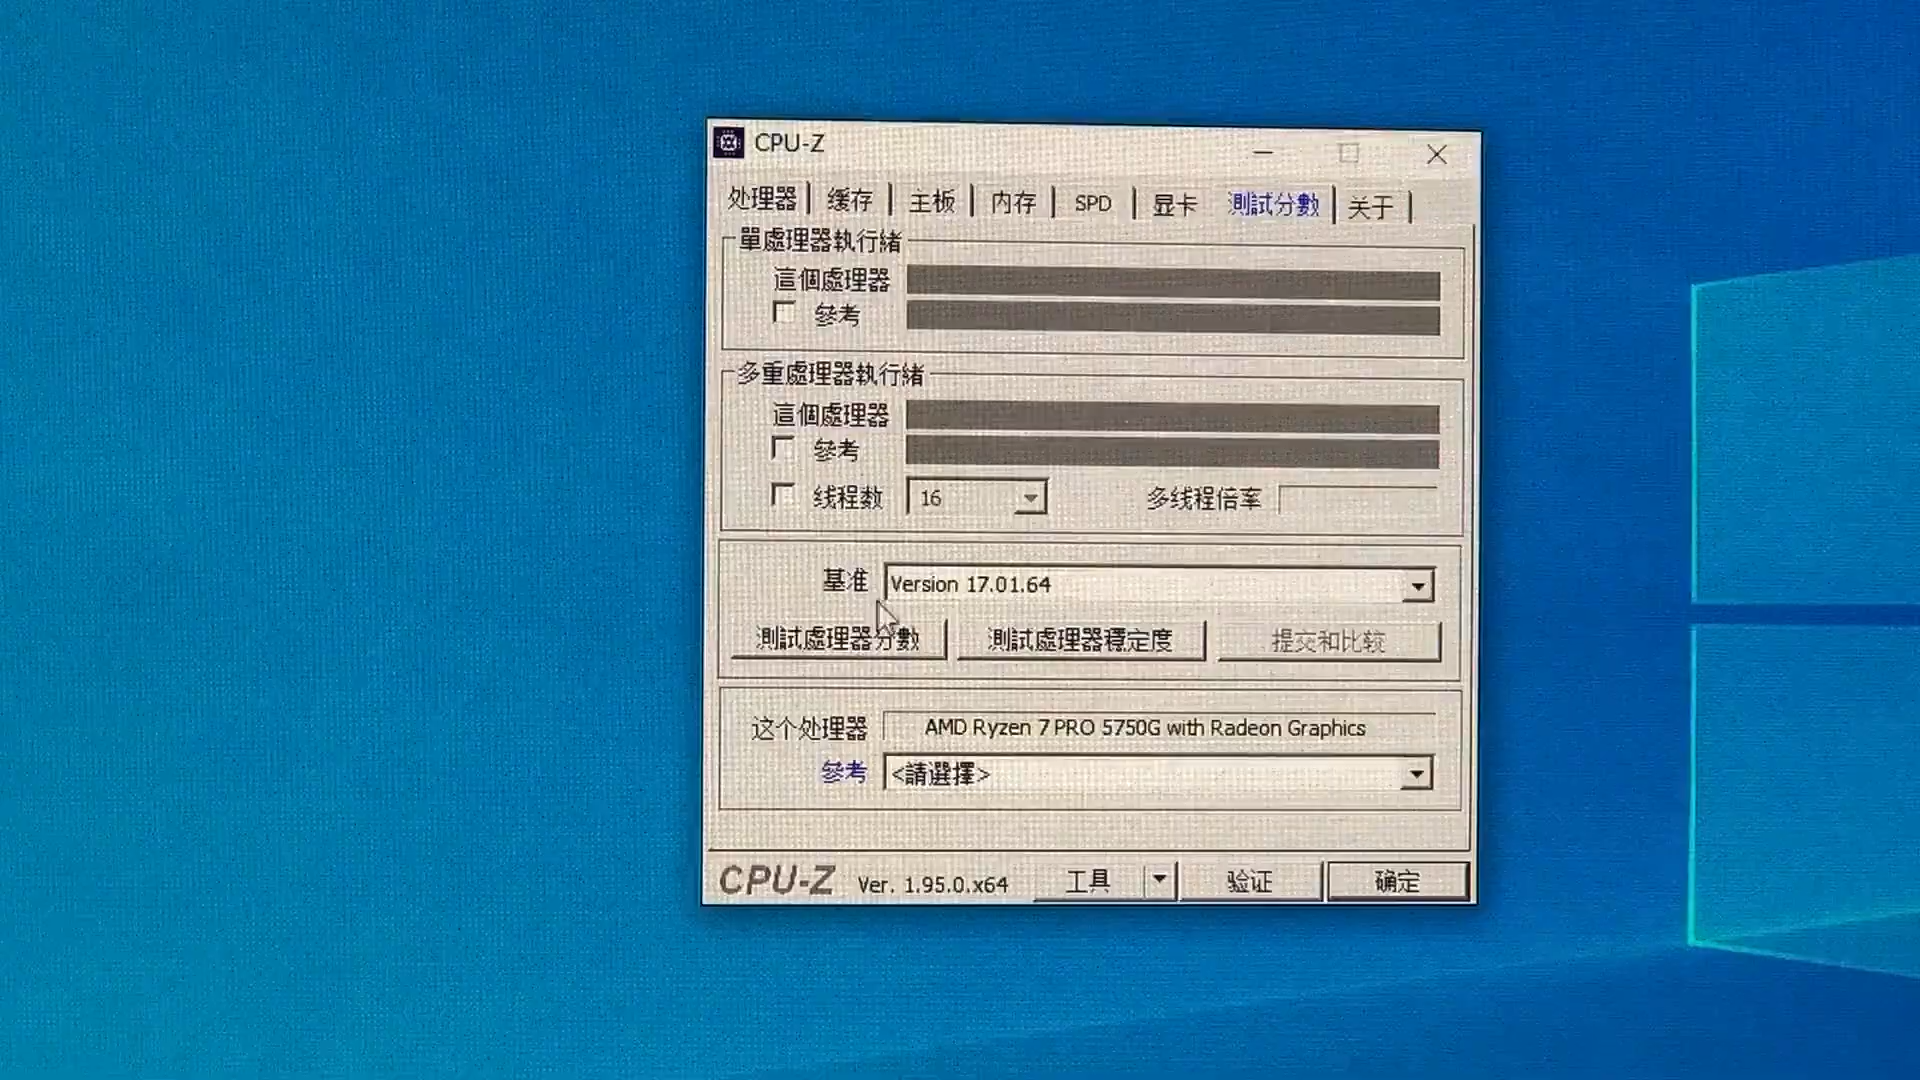 CPU-Z
处理器 缓存 主板 内存 SPD 显卡 測試分數 关于
單處理器執行緒
這個處理器
參考
多重處理器執行緒
這個處理器
參考
线程数 16 多线程倍率
基准 Version 17.01.64
測試處理器分數 測試處理器穩定度 提交和比较
这个处理器 AMD Ryzen 7 PRO 5750G with Radeon Graphics
參考 <請選擇>
CPU-Z Ver. 1.95.0.x64 工具 验证 确定